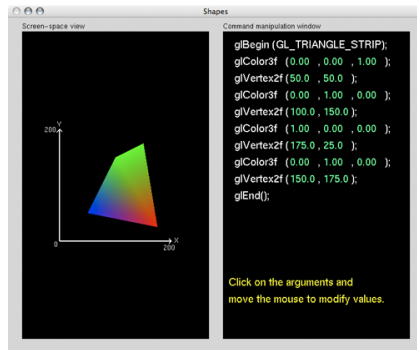 Shapes
Screen-space view
Command manipulation window
Y
200
0
200
X
glBegin (GL_TRIANGLE_STRIP);
glColor3f (0.00 , 0.00 , 1.00 );
glVertex2f (50.0 , 50.0 );
glColor3f (0.00 , 1.00 , 0.00 );
glVertex2f (100.0 , 150.0 );
glColor3f (1.00 , 0.00 , 0.00 );
glVertex2f (175.0 , 25.0 );
glColor3f (0.00 , 1.00 , 0.00 );
glVertex2f (150.0 , 175.0 );
glEnd();
Click on the arguments and
move the mouse to modify values.